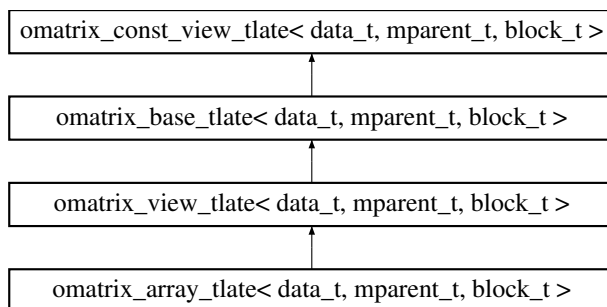 omatrix_const_view_tlate< data_t, mparent_t, block_t >
omatrix_base_tlate< data_t, mparent_t, block_t >
omatrix_view_tlate< data_t, mparent_t, block_t >
omatrix_array_tlate< data_t, mparent_t, block_t >